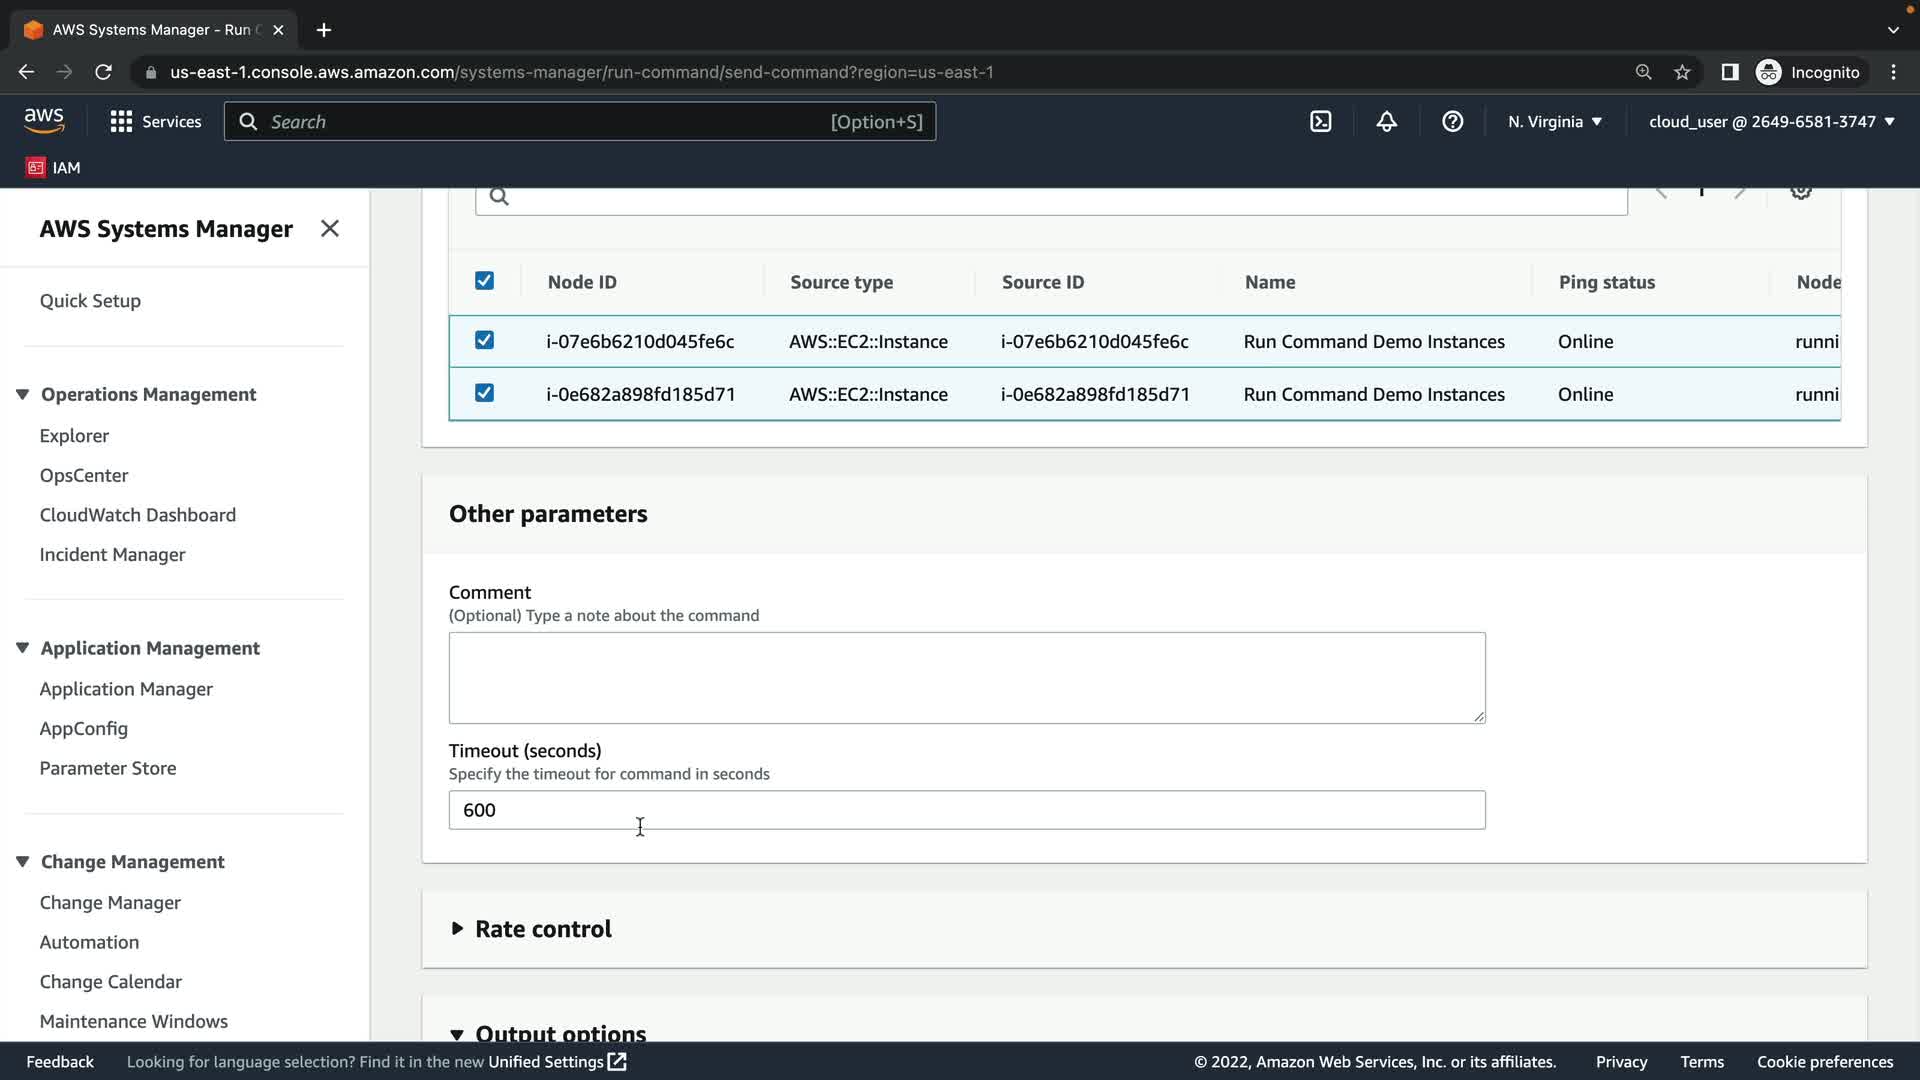 AWS Systems Manager - Run C
us-east-1.console.aws.amazon.com/systems-manager/run-command/send-command?region=us-east-1
Incognito
aws
Services
Search
[Option+S]
N. Virginia
cloud_user @ 2649-6581-3747
IAM
AWS Systems Manager
Quick Setup
Operations Management
Explorer
OpsCenter
CloudWatch Dashboard
Incident Manager
Application Management
Application Manager
AppConfig
Parameter Store
Change Management
Change Manager
Automation
Change Calendar
Maintenance Windows
Node ID Source type Source ID Name Ping status Node
i-07e6b6210d045fe6c AWS::EC2::Instance i-07e6b6210d045fe6c Run Command Demo Instances Online runni
i-0e682a898fd185d71 AWS::EC2::Instance i-0e682a898fd185d71 Run Command Demo Instances Online runni
Other parameters
Comment
(Optional) Type a note about the command
Timeout (seconds)
Specify the timeout for command in seconds
600
Rate control
Output options
Feedback Looking for language selection? Find it in the new Unified Settings © 2022, Amazon Web Services, Inc. or its affiliates. Privacy Terms Cookie preferences